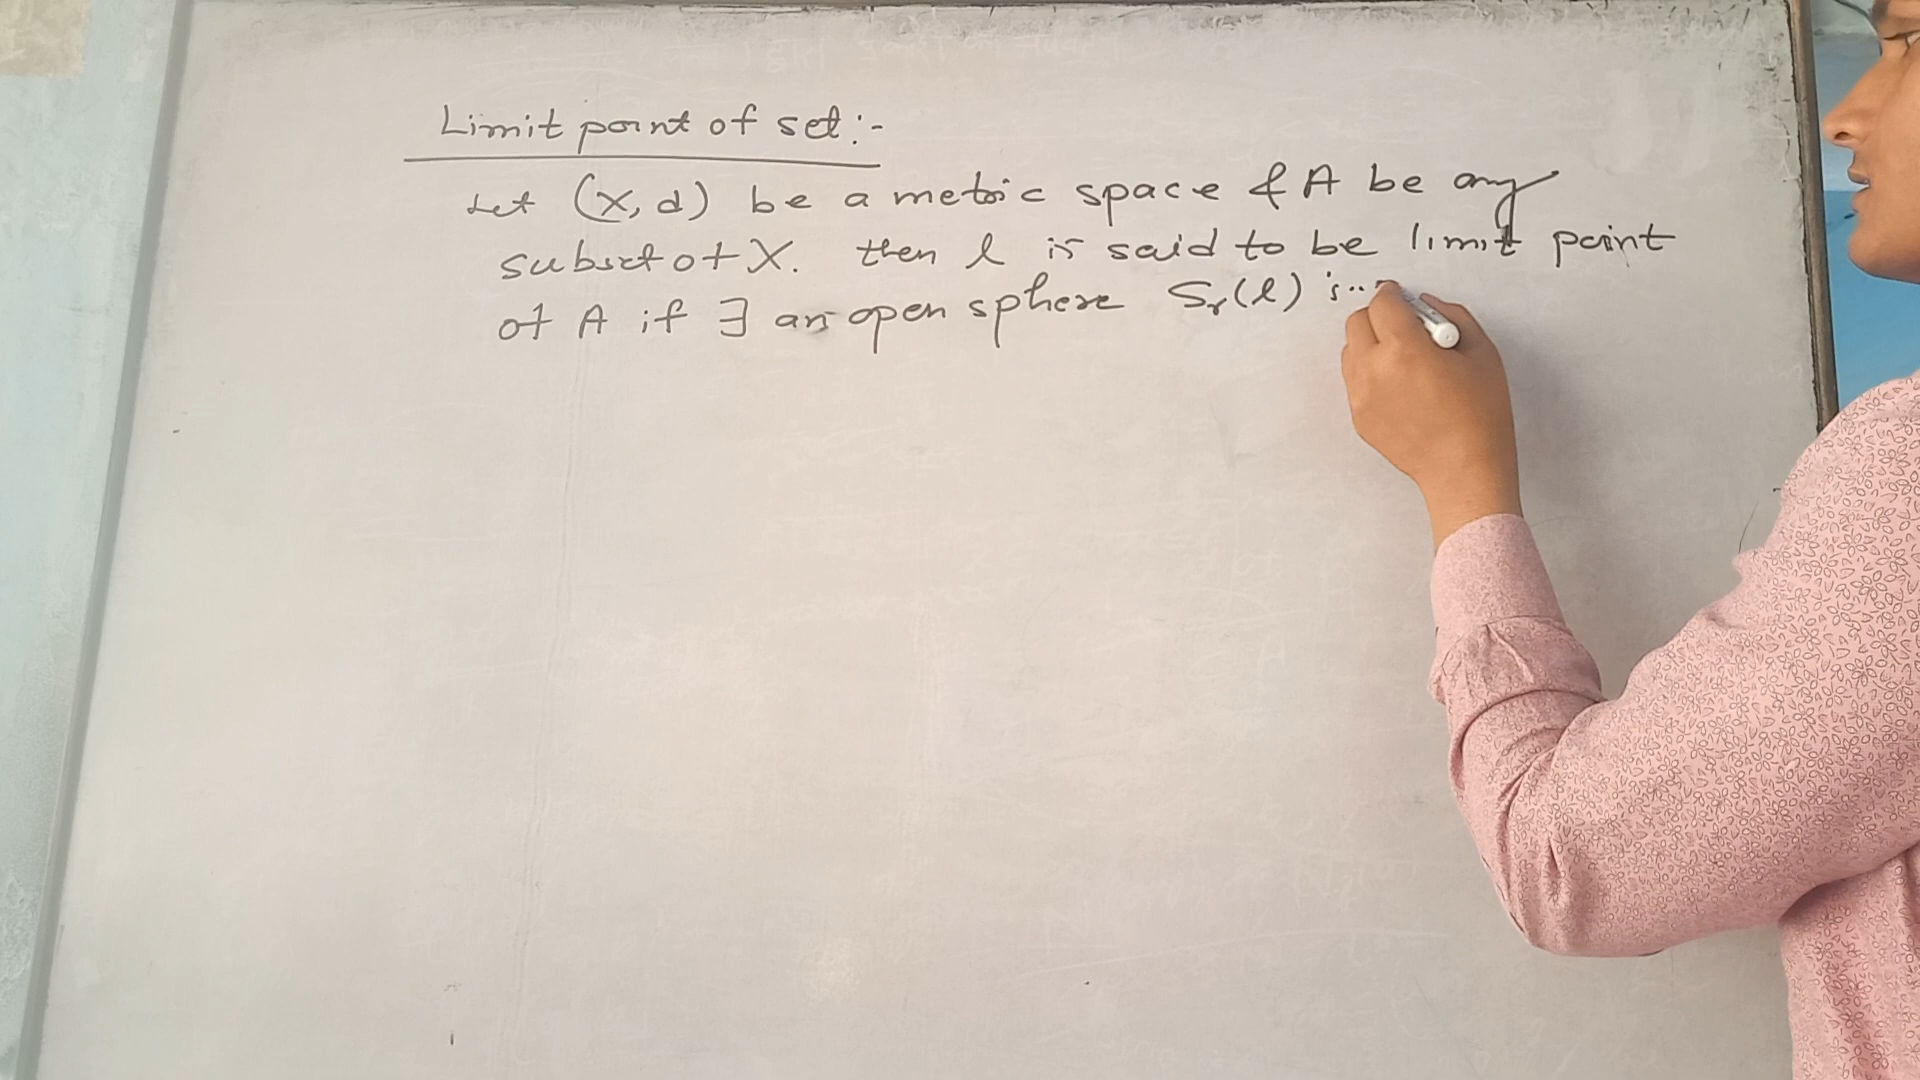 Limit point of set:-
Let (X, d) be a metric space & A be any
subset of X. then l is said to be limit point
of A if ∃ an open sphere Sr(l)